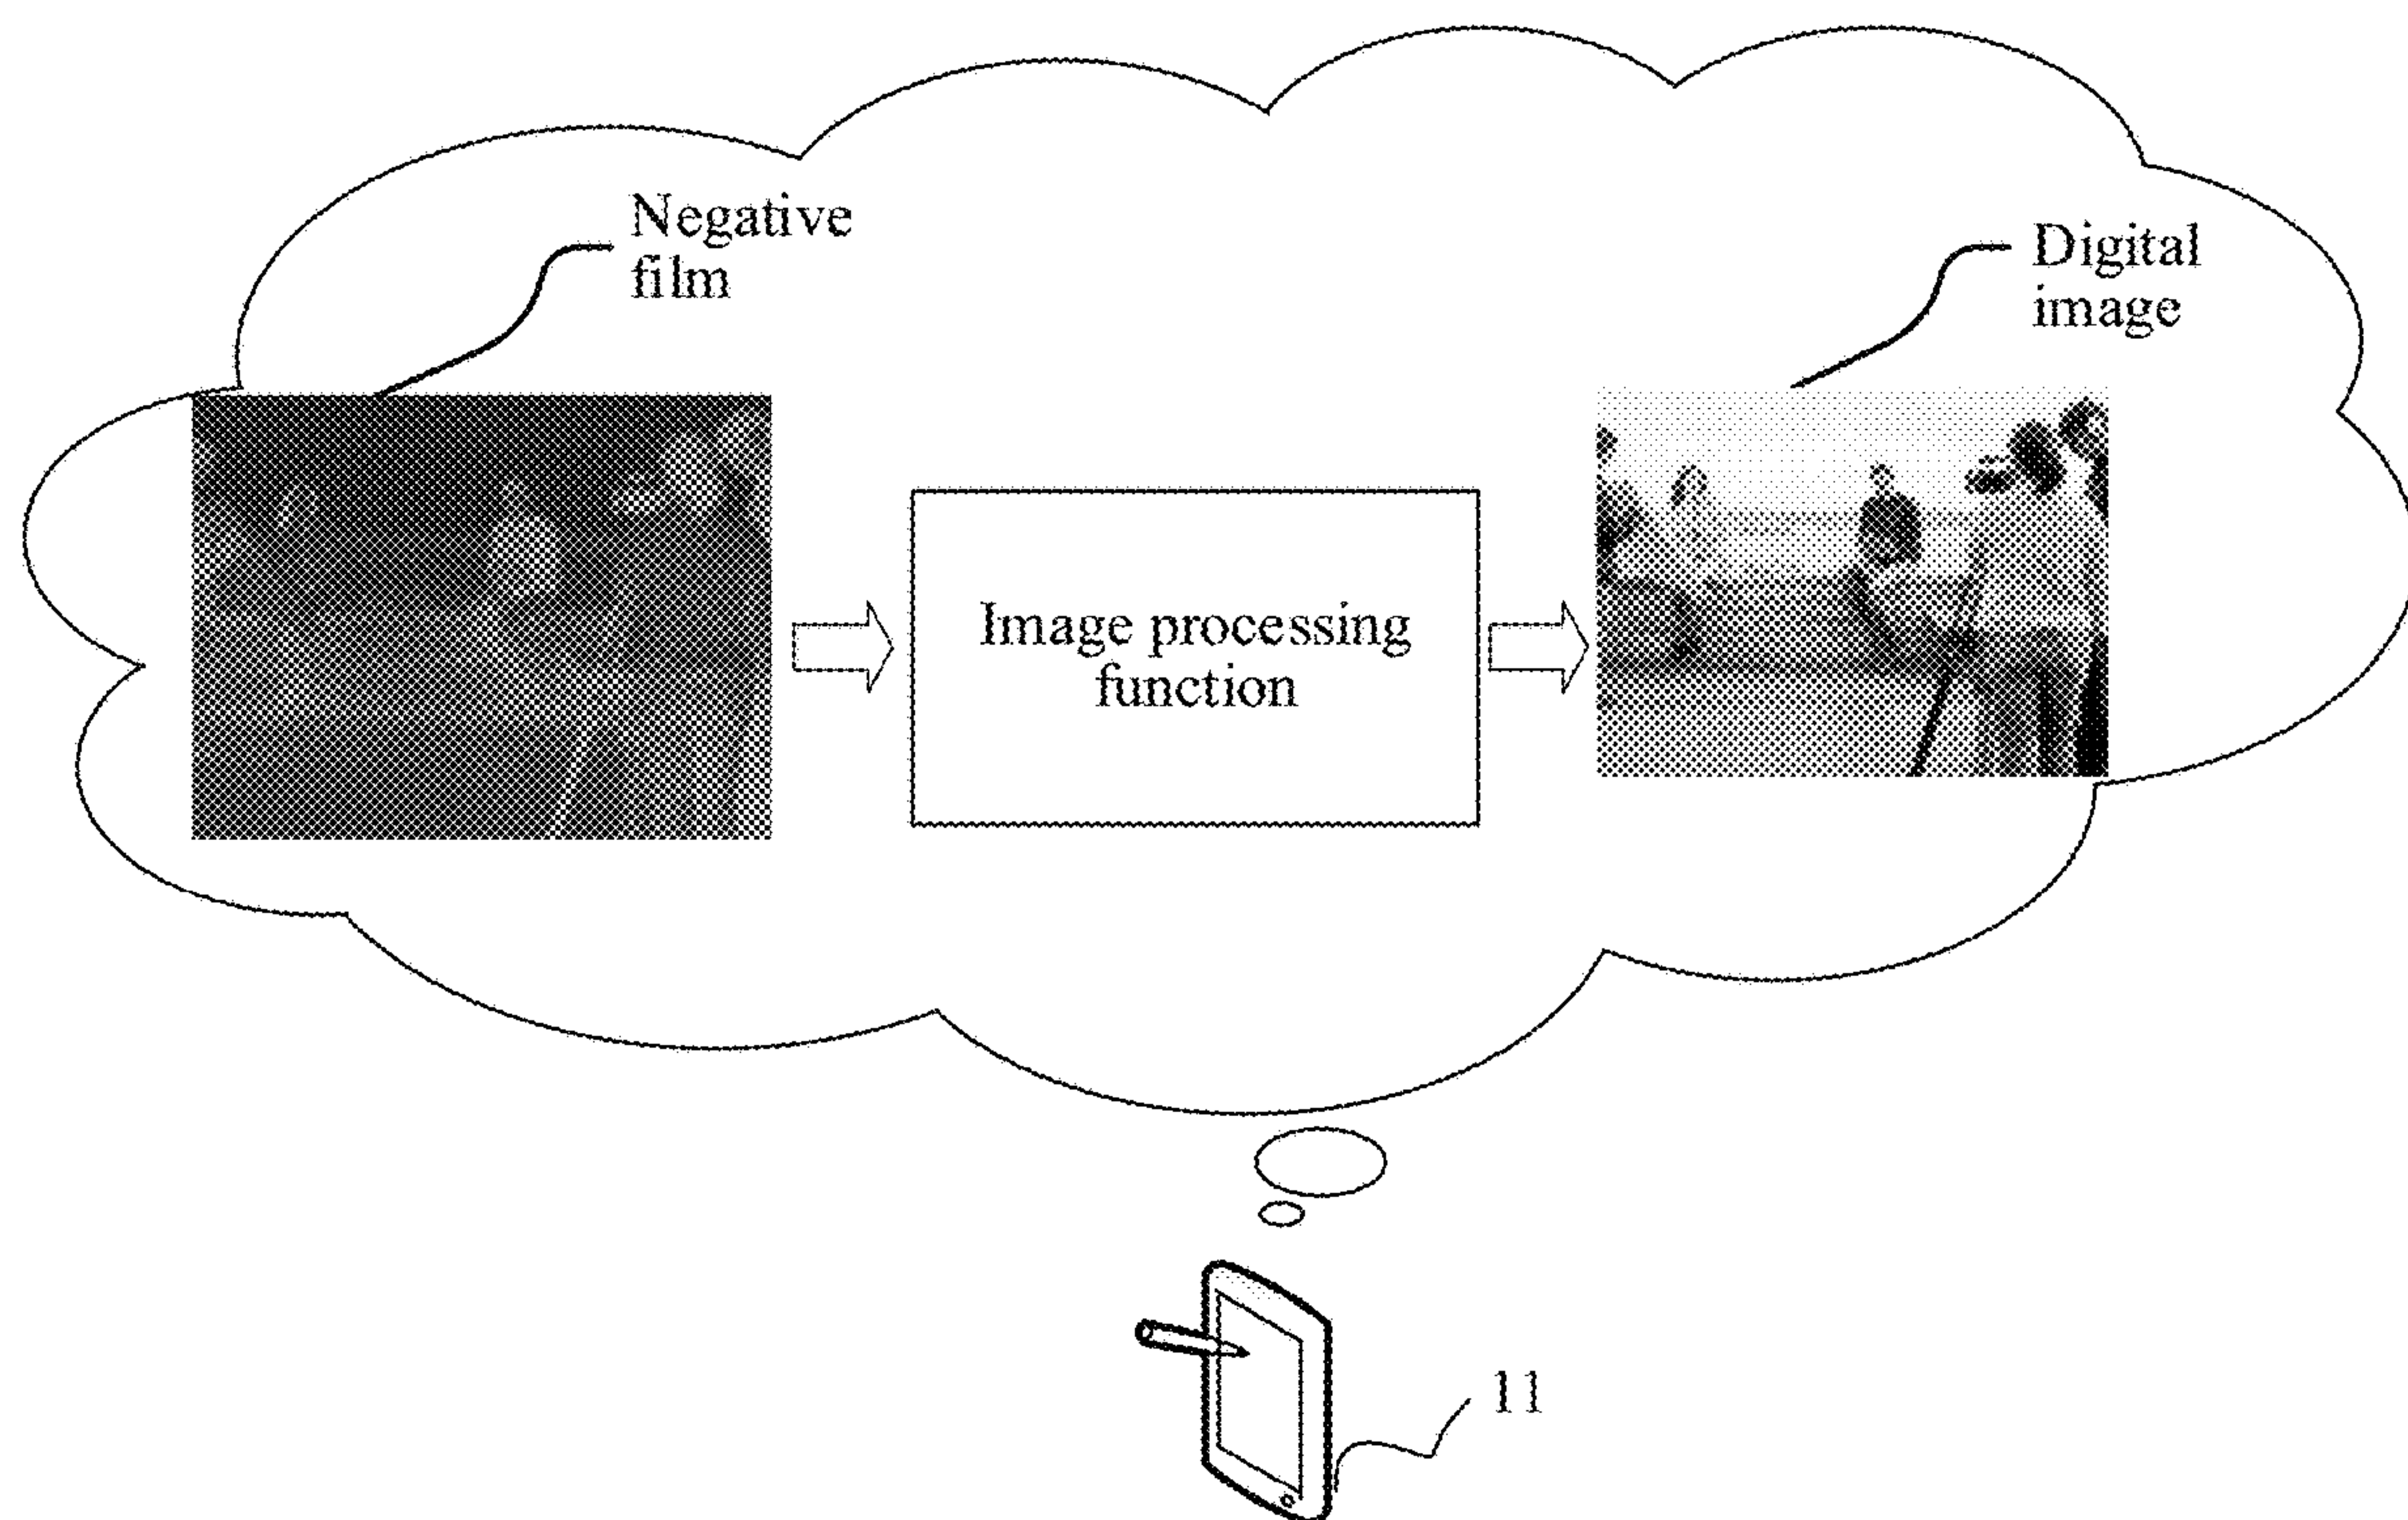 Negative
film
Digital
image
Image processing
function
11